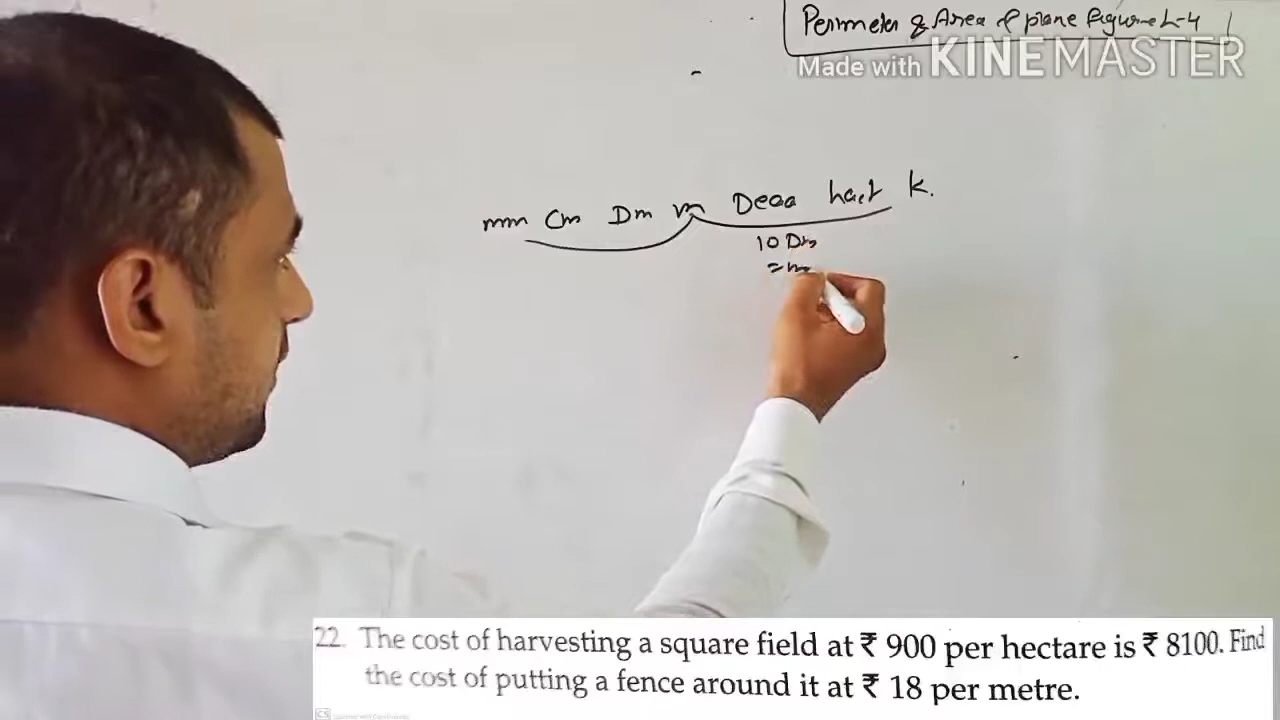 Perimeter & Area of plane figure L-4
Made with KINEMASTER
mm Cm Dm m Deca hect K.
10 Dm
= m
22. The cost of harvesting a square field at ₹ 900 per hectare is ₹ 8100. Find
the cost of putting a fence around it at ₹ 18 per metre.
CS